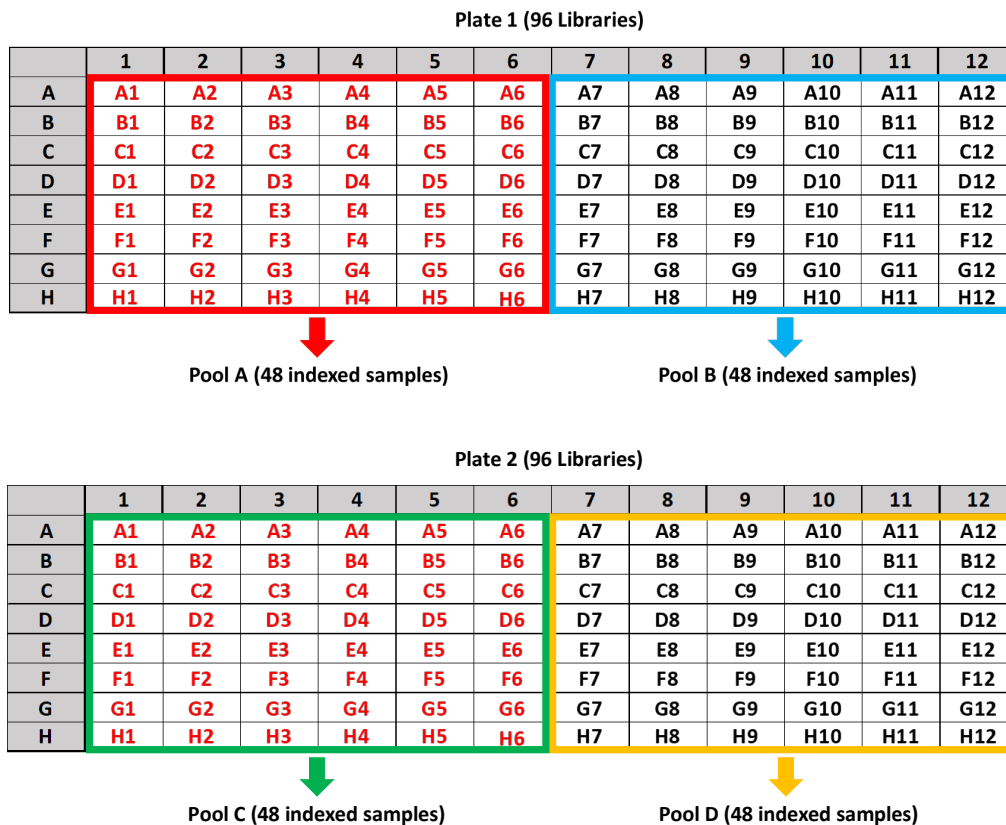 Plate 1 (96 Libraries)
1 2 3 4 5 6 7 8 9 10 11 12
A A1 A2 A3 A4 A5 A6 A7 A8 A9 A10 A11 A12
B B1 B2 B3 B4 B5 B6 B7 B8 B9 B10 B11 B12
C C1 C2 C3 C4 C5 C6 C7 C8 C9 C10 C11 C12
D D1 D2 D3 D4 D5 D6 D7 D8 D9 D10 D11 D12
E E1 E2 E3 E4 E5 E6 E7 E8 E9 E10 E11 E12
F F1 F2 F3 F4 F5 F6 F7 F8 F9 F10 F11 F12
G G1 G2 G3 G4 G5 G6 G7 G8 G9 G10 G11 G12
H H1 H2 H3 H4 H5 H6 H7 H8 H9 H10 H11 H12
Pool A (48 indexed samples) Pool B (48 indexed samples)
Plate 2 (96 Libraries)
1 2 3 4 5 6 7 8 9 10 11 12
A A1 A2 A3 A4 A5 A6 A7 A8 A9 A10 A11 A12
B B1 B2 B3 B4 B5 B6 B7 B8 B9 B10 B11 B12
C C1 C2 C3 C4 C5 C6 C7 C8 C9 C10 C11 C12
D D1 D2 D3 D4 D5 D6 D7 D8 D9 D10 D11 D12
E E1 E2 E3 E4 E5 E6 E7 E8 E9 E10 E11 E12
F F1 F2 F3 F4 F5 F6 F7 F8 F9 F10 F11 F12
G G1 G2 G3 G4 G5 G6 G7 G8 G9 G10 G11 G12
H H1 H2 H3 H4 H5 H6 H7 H8 H9 H10 H11 H12
Pool C (48 indexed samples) Pool D (48 indexed samples)